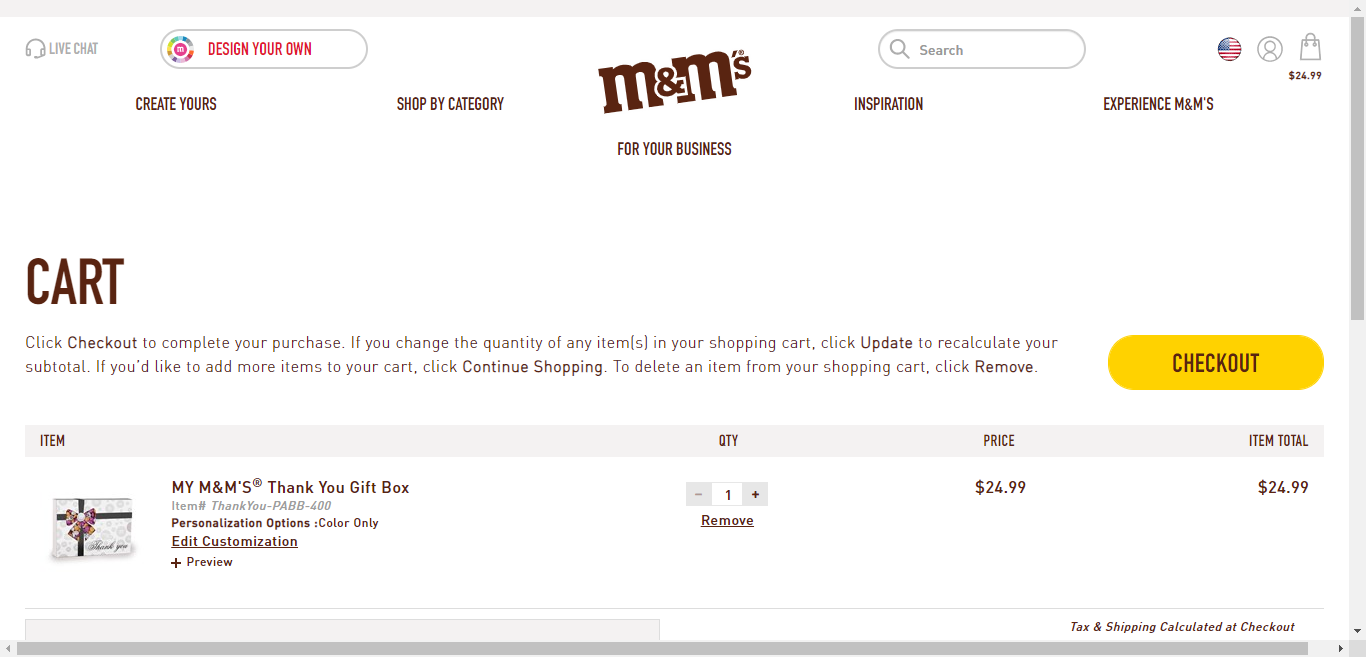 LIVE CHAT
DESIGN YOUR OWN
m&m's®
Search
$24.99
CREATE YOURS
SHOP BY CATEGORY
INSPIRATION
EXPERIENCE M&M'S
FOR YOUR BUSINESS
CART
Click Checkout to complete your purchase. If you change the quantity of any item(s) in your shopping cart, click Update to recalculate your
subtotal. If you'd like to add more items to your cart, click Continue Shopping. To delete an item from your shopping cart, click Remove.
CHECKOUT
ITEM QTY PRICE ITEM TOTAL
MY M&M'S® Thank You Gift Box
Item# ThankYou-PABB-400
Personalization Options :Color Only
Edit Customization
+ Preview
Thank you
− 1 +
Remove
$24.99
$24.99
Tax & Shipping Calculated at Checkout